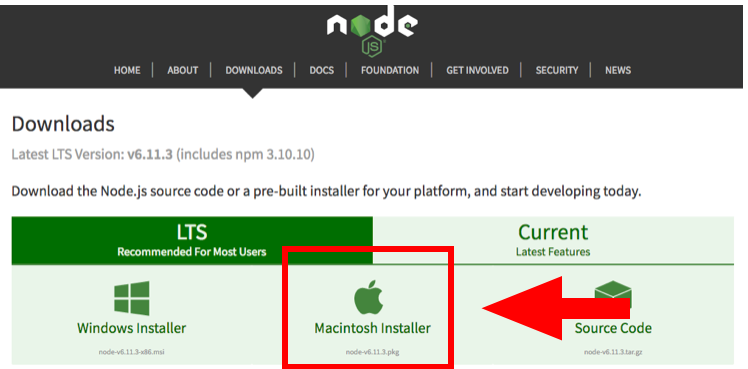 node
JS
HOME ABOUT DOWNLOADS DOCS FOUNDATION GET INVOLVED SECURITY NEWS
Downloads
Latest LTS Version: v6.11.3 (includes npm 3.10.10)
Download the Node.js source code or a pre-built installer for your platform, and start developing today.
LTS
Recommended For Most Users
Current
Latest Features
Windows Installer
node-v6.11.3-x86.msi
Macintosh Installer
node-v6.11.3.pkg
Source Code
node-v6.11.3.tar.gz